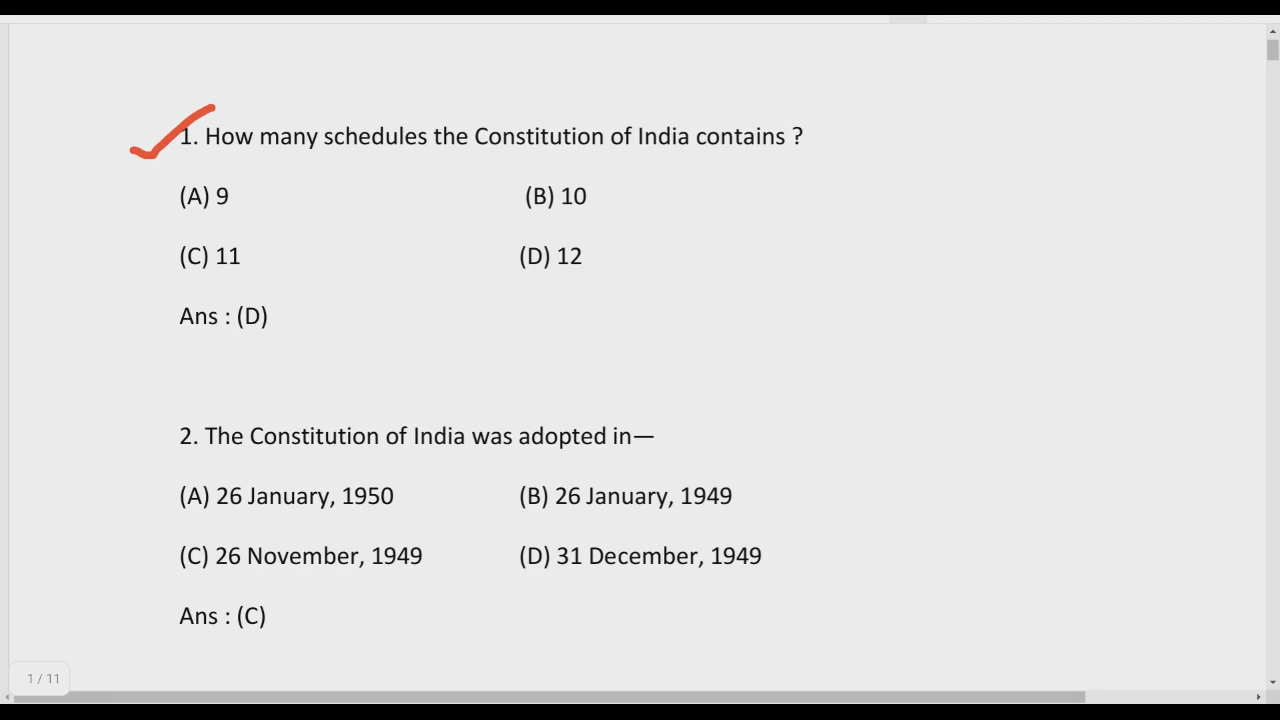 1. How many schedules the Constitution of India contains ?
(A) 9 (B) 10
(C) 11 (D) 12
Ans : (D)
2. The Constitution of India was adopted in—
(A) 26 January, 1950 (B) 26 January, 1949
(C) 26 November, 1949 (D) 31 December, 1949
Ans : (C)
1 / 11